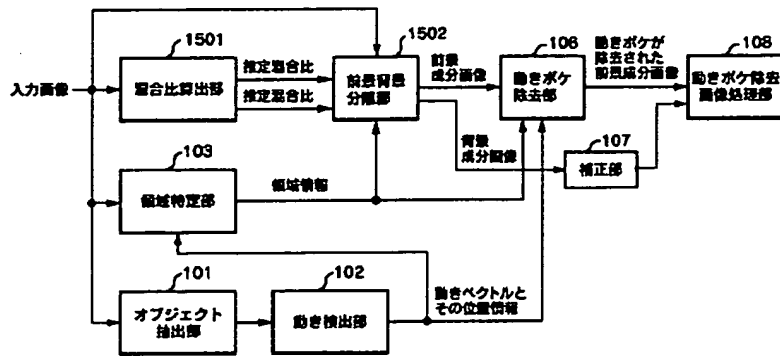 1501
1502
106
動きボケが
除去された
前景成分画像
108
入力画像
混合比算出部
推定混合比
推定混合比
前景背景
分離部
前景
成分画像
動きボケ
除去部
動きボケ除去
画像処理部
背景
成分画像
107
補正部
103
領域特定部
領域情報
101
102
オブジェクト
抽出部
動き検出部
動きベクトルと
その位置情報